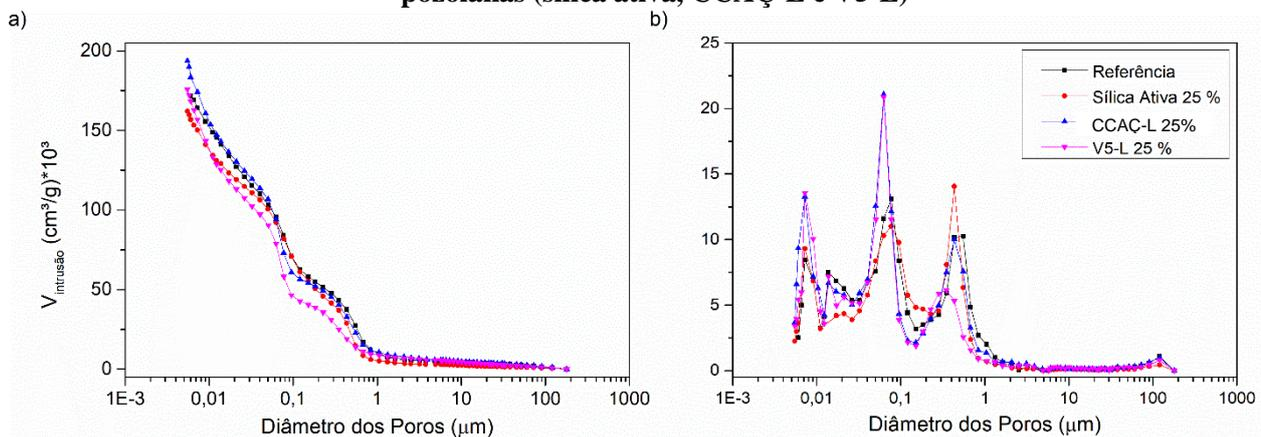 pozolanas (sílica ativa, CCAÇ-L e V5-L)
a)
b)
200
150
100
50
0
V intrusão (cm³/g)*10³
1E-3 0,01 0,1 1 10 100 1000
Diâmetro dos Poros (µm)
25
20
15
10
5
0
Referência
Sílica Ativa 25 %
CCAÇ-L 25%
V5-L 25 %
1E-3 0,01 0,1 1 10 100 1000
Diâmetro dos Poros (µm)